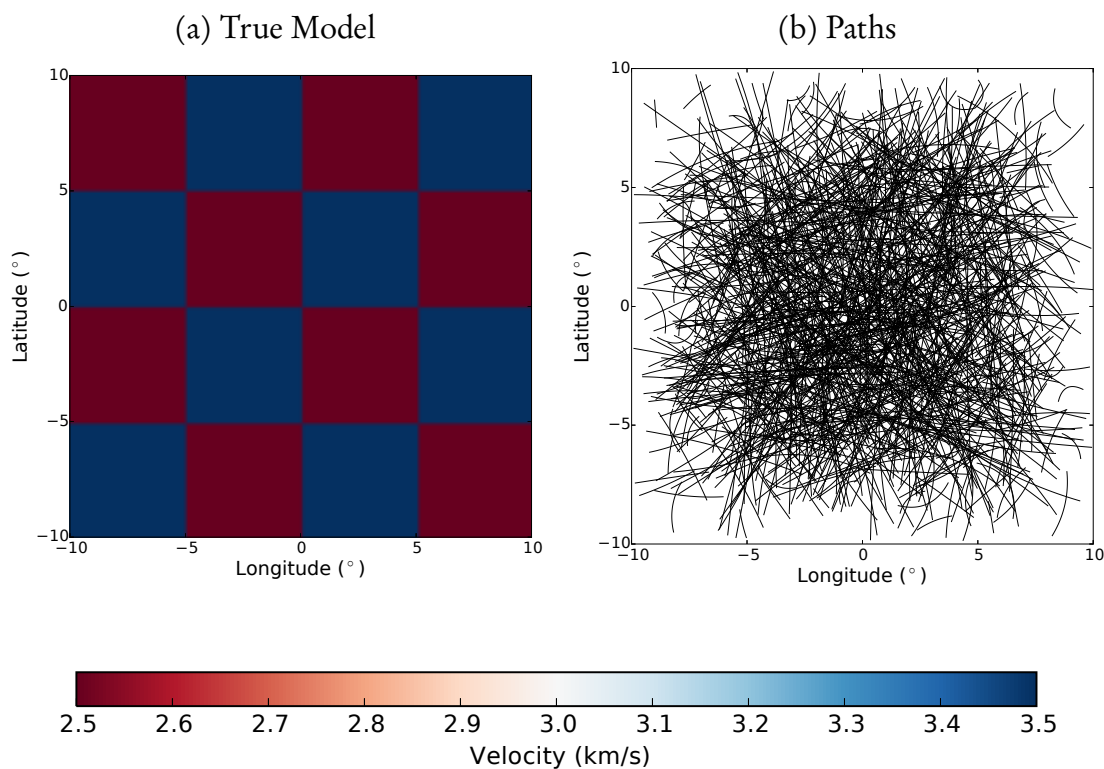 (a) True Model
(b) Paths
10
5
0
−5
−10
−10
−5
0
5
10
Latitude (°)
Longitude (°)
10
5
0
−5
−10
−10
−5
0
5
10
Latitude (°)
Longitude (°)
2.5 2.6 2.7 2.8 2.9 3.0 3.1 3.2 3.3 3.4 3.5
Velocity (km/s)